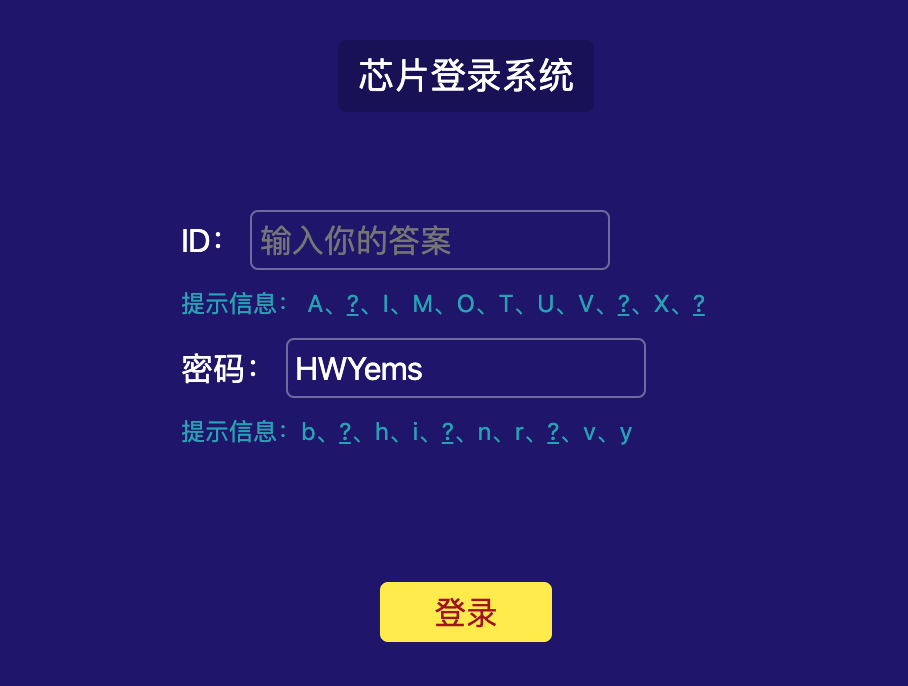 芯片登录系统
ID： 输入你的答案
提示信息： A、?、I、M、O、T、U、V、?、X、?
密码： HWYems
提示信息：b、?、h、i、?、n、r、?、v、y
登录